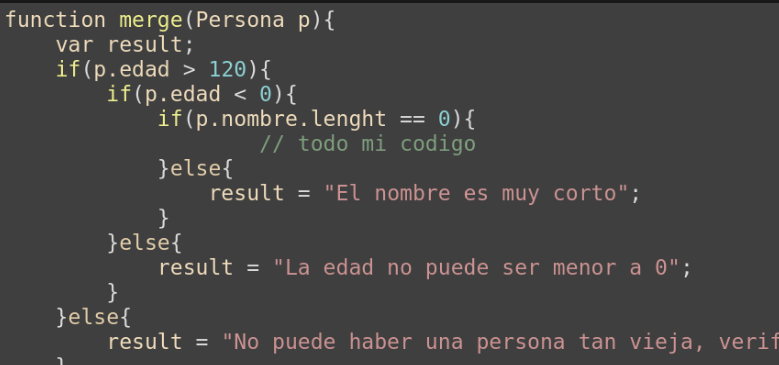 function merge(Persona p){
    var result;
    if(p.edad > 120){
        if(p.edad < 0){
            if(p.nombre.lenght == 0){
                    // todo mi codigo
            }else{
                result = "El nombre es muy corto";
            }
        }else{
            result = "La edad no puede ser menor a 0";
        }
    }else{
        result = "No puede haber una persona tan vieja, verif
    }